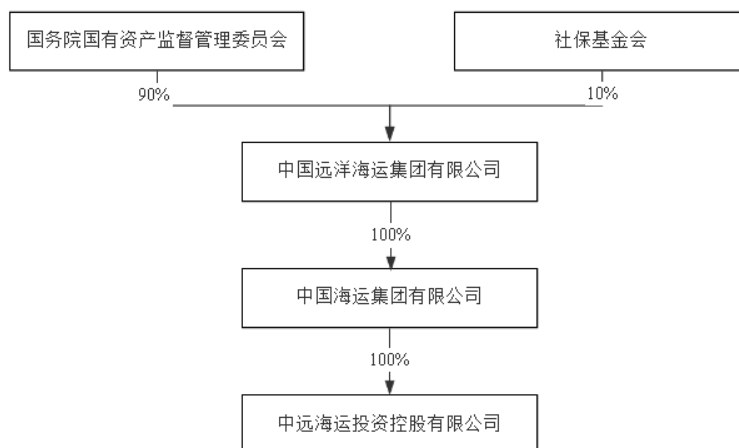 国务院国有资产监督管理委员会
社保基金会
90%
10%
中国远洋海运集团有限公司
100%
中国海运集团有限公司
100%
中远海运投资控股有限公司